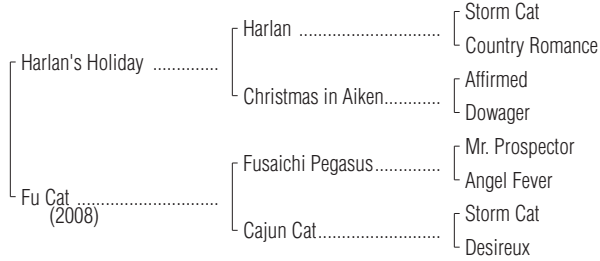 Storm Cat
Harlan ................................
Country Romance
Harlan's Holiday ..............
Affirmed
Christmas in Aiken............
Dowager
Mr. Prospector
Fusaichi Pegasus..............
Angel Fever
Fu Cat ..............................
(2008)
Storm Cat
Cajun Cat..........................
Desireux